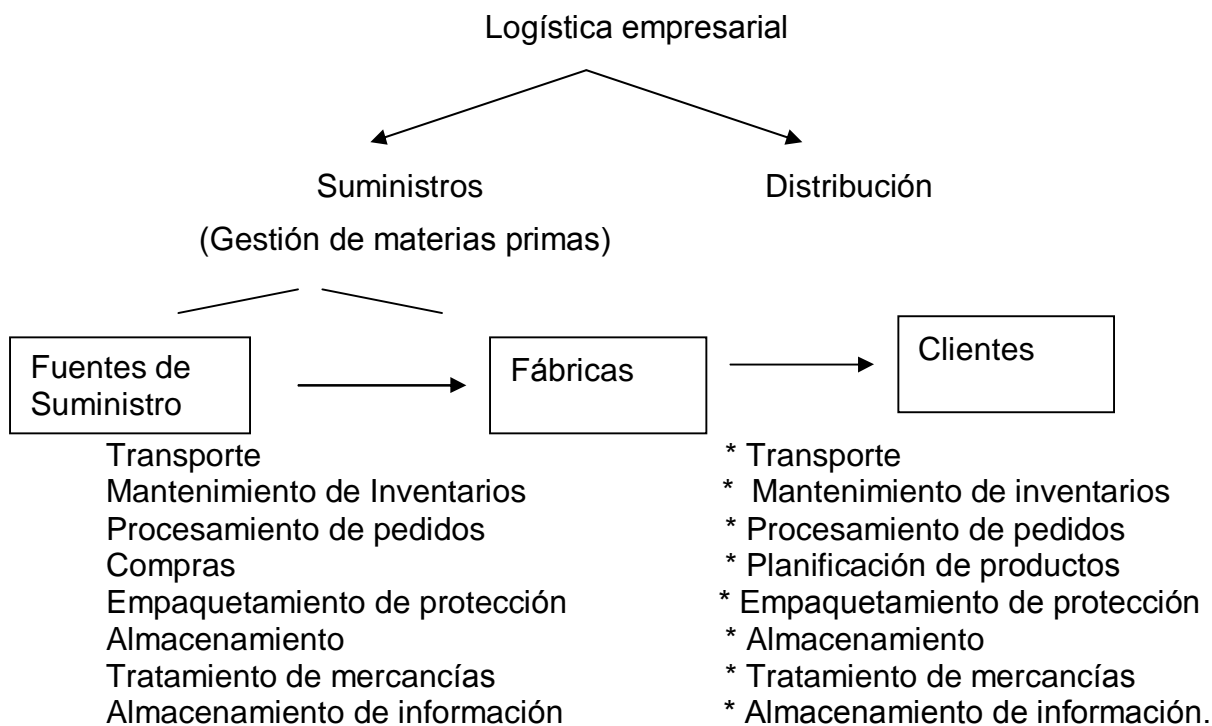 Logística empresarial
Suministros
Distribución
(Gestión de materias primas)
Fuentes de
Suministro
Fábricas
Clientes
Transporte
Mantenimiento de Inventarios
Procesamiento de pedidos
Compras
Empaquetamiento de protección
Almacenamiento
Tratamiento de mercancías
Almacenamiento de información
* Transporte
* Mantenimiento de inventarios
* Procesamiento de pedidos
* Planificación de productos
* Empaquetamiento de protección
* Almacenamiento
* Tratamiento de mercancías
* Almacenamiento de información.